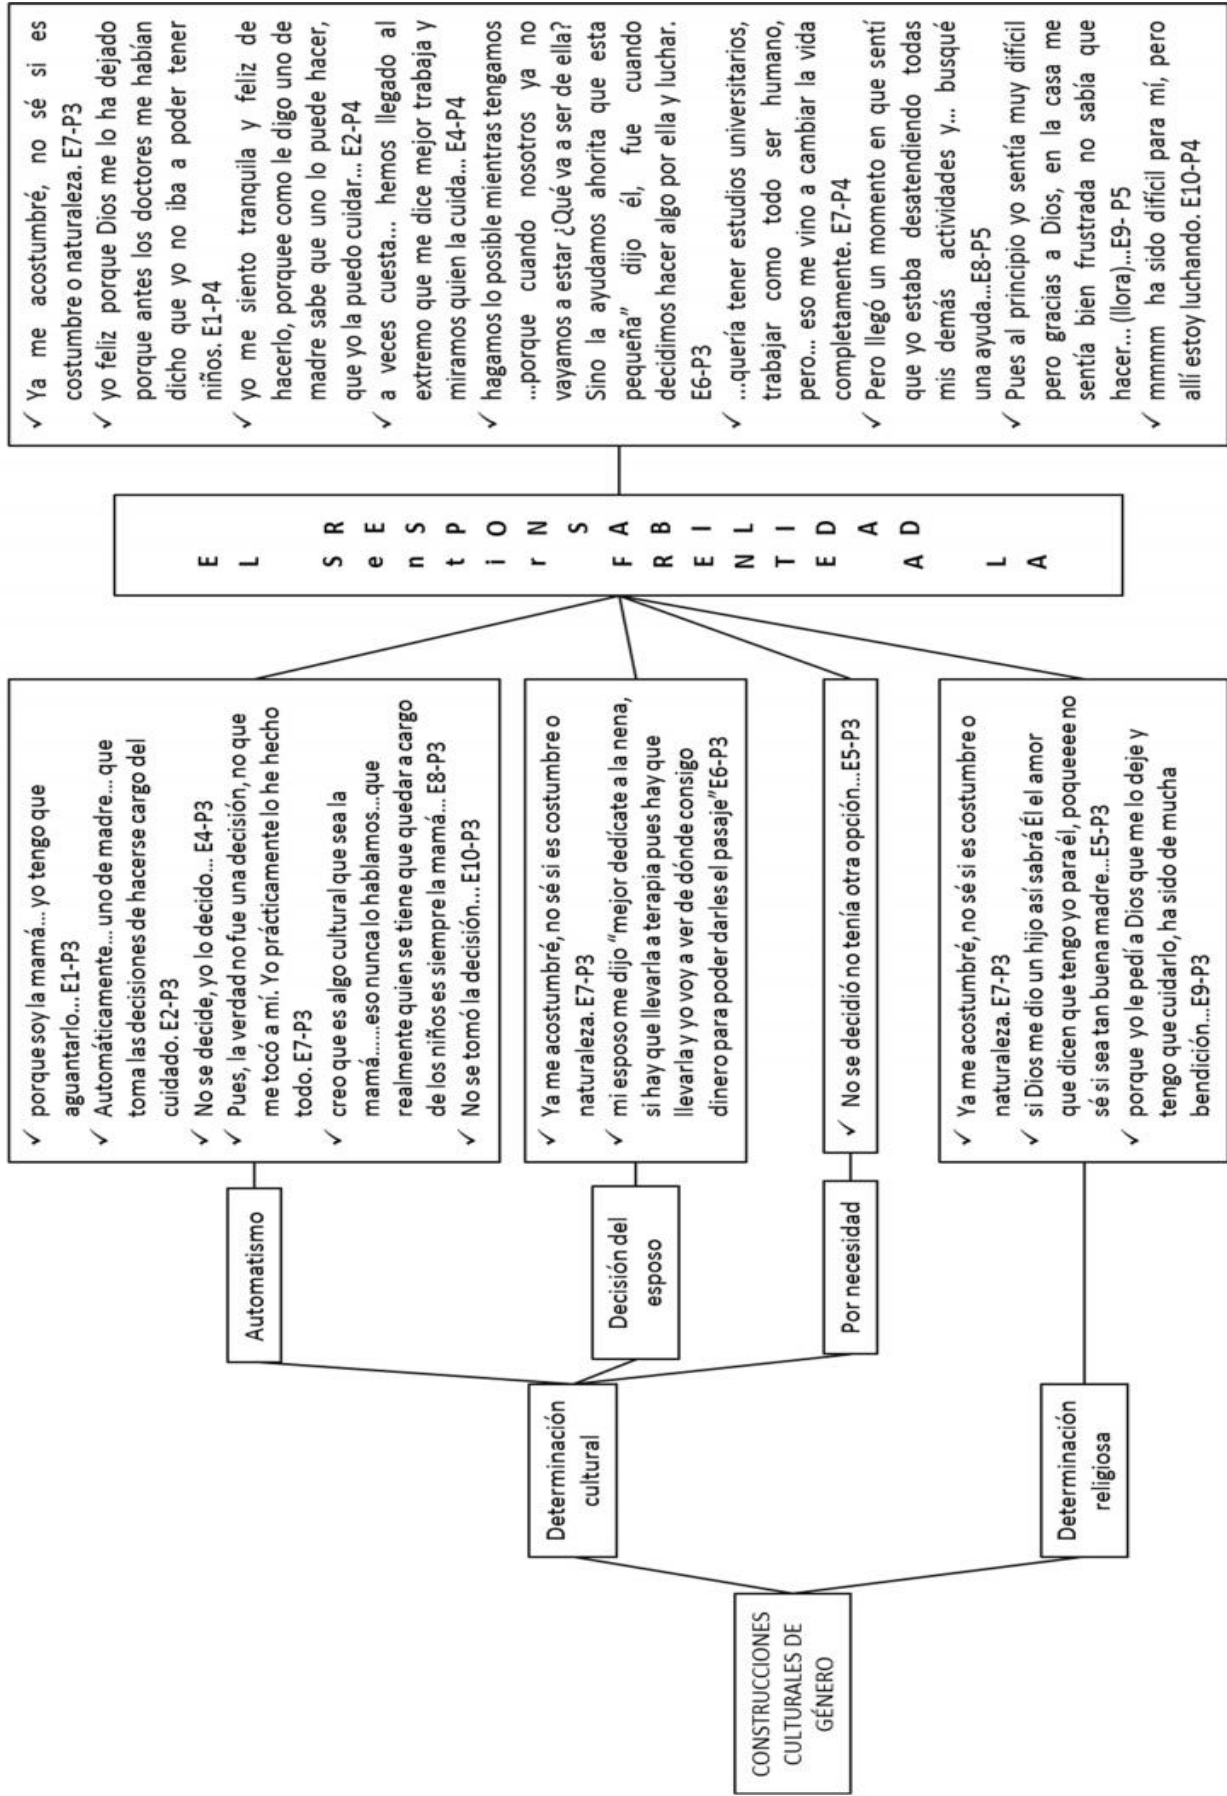 CONSTRUCCIONES
CULTURALES DE
GÉNERO
Determinación
cultural
Determinación
religiosa
Automatismo
Decisión del
esposo
Por necesidad
✓ porque soy la mamá... yo tengo que
aguantarlo... E1-P3
✓ Automáticamente... uno de madre... que
toma las decisiones de hacerse cargo del
cuidado. E2-P3
✓ No se decide, yo lo decido... E4-P3
✓ Pues, la verdad no fue una decisión, no que
me tocó a mí. Yo prácticamente lo he hecho
todo. E7-P3
✓ creo que es algo cultural que sea la
mamá......eso nunca lo hablamos...que
realmente quien se tiene que quedar a cargo
de los niños es siempre la mamá... E8-P3
✓ No se tomó la decisión... E10-P3
✓ Ya me acostumbré, no sé si es costumbre o
naturaleza. E7-P3
✓ mi esposo me dijo “mejor dedícate a la nena,
si hay que llevarla a terapia pues hay que
llevarla y yo voy a ver de dónde consigo
dinero para poder darles el pasaje”E6-P3
✓ No se decidió no tenía otra opción...E5-P3
✓ Ya me acostumbré, no sé si es costumbre o
naturaleza. E7-P3
✓ si Dios me dio un hijo así sabrá Él el amor
que dicen que tengo yo para él, poqueeee no
sé si sea tan buena madre...E5-P3
✓ porque yo le pedí a Dios que me lo deje y
tengo que cuidarlo, ha sido de mucha
bendición...E9-P3
E
L
S R
e E
n S
t P
i O
r N
S
F A
R B
E I
N L
T I
E D
A
A D
L
A
✓ Ya me acostumbré, no sé si es
costumbre o naturaleza. E7-P3
✓ yo feliz porque Dios me lo ha dejado
porque antes los doctores me habían
dicho que yo no iba a poder tener
niños. E1-P4
✓ yo me siento tranquila y feliz de
hacerlo, porquee como le digo uno de
madre sabe que uno lo puede hacer,
que yo la puedo cuidar... E2-P4
✓ a veces cuesta... hemos llegado al
extremo que me dice mejor trabaja y
miramos quien la cuida... E4-P4
✓ hagamos lo posible mientras tengamos
...porque cuando nosotros ya no
vayamos a estar ¿Qué va a ser de ella?
Sino la ayudamos ahorita que esta
pequeña” dijo él, fue cuando
decidimos hacer algo por ella y luchar.
E6-P3
✓ ...quería tener estudios universitarios,
trabajar como todo ser humano,
pero... eso me vino a cambiar la vida
completamente. E7-P4
✓ Pero llegó un momento en que sentí
que yo estaba desatendiendo todas
mis demás actividades y... busqué
una ayuda...E8-P5
✓ Pues al principio yo sentía muy difícil
pero gracias a Dios, en la casa me
sentía bien frustrada no sabía que
hacer... (llora)...E9- P5
✓ mmmm ha sido difícil para mí, pero
allí estoy luchando. E10-P4